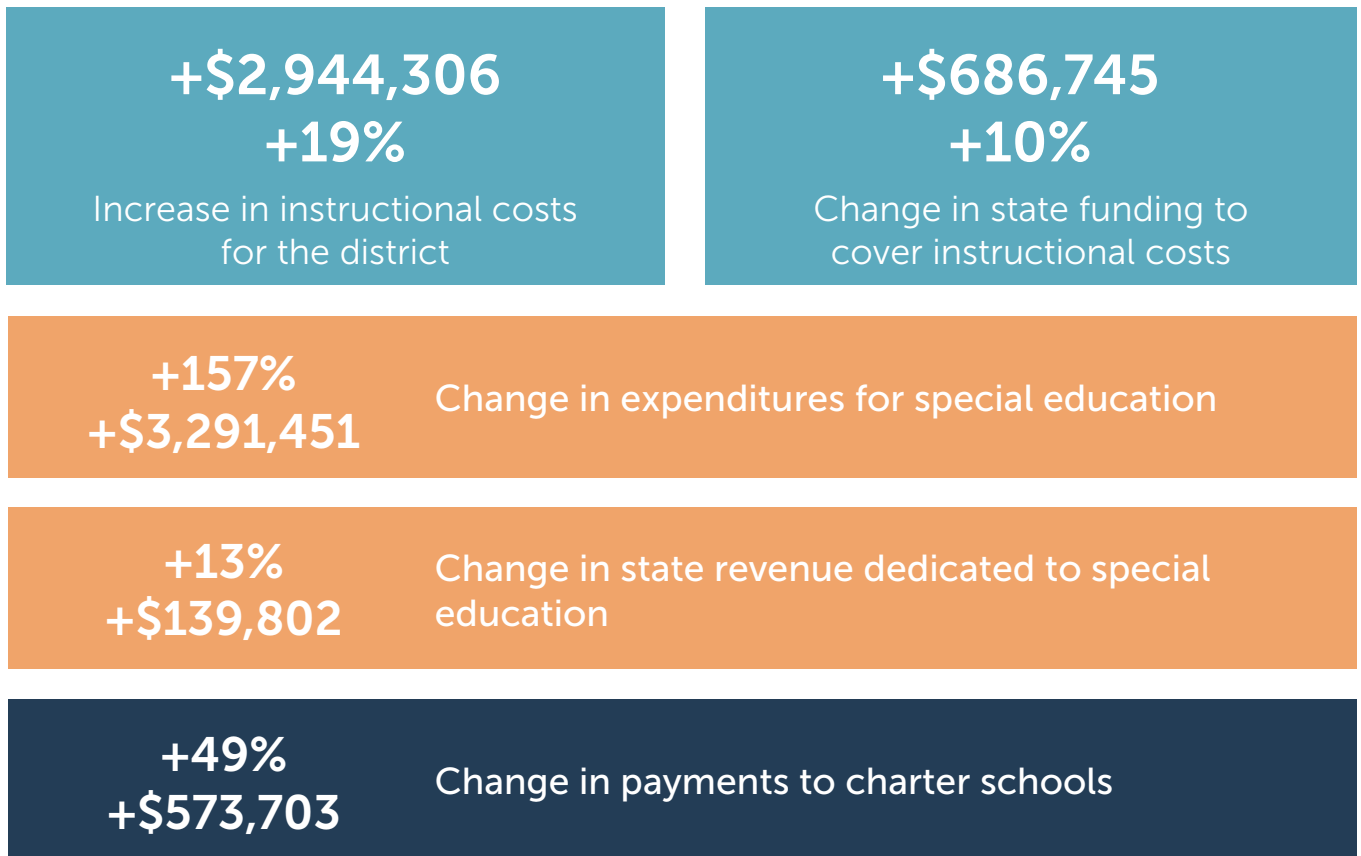 +$2,944,306
+19%
Increase in instructional costs
for the district
+$686,745
+10%
Change in state funding to
cover instructional costs
+157%
+$3,291,451
Change in expenditures for special education
+13%
+$139,802
Change in state revenue dedicated to special
education
+49%
+$573,703
Change in payments to charter schools